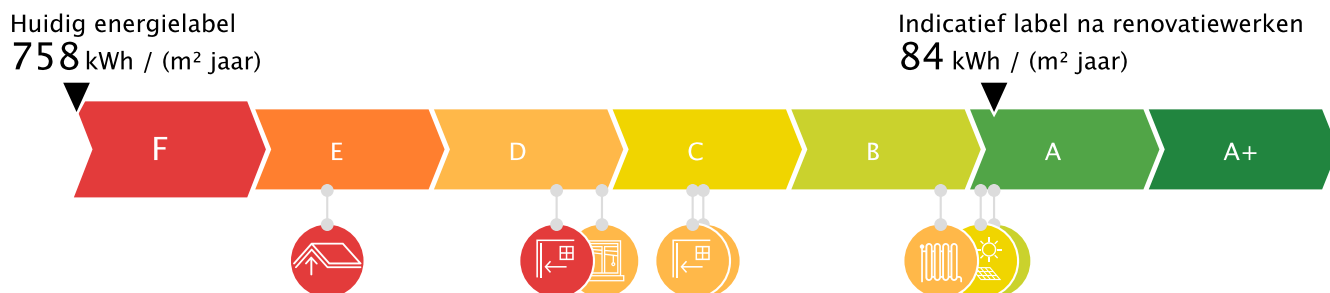 Huidig energielabel
758 kWh / (m² jaar)
Indicatief label na renovatiewerken
84 kWh / (m² jaar)
F
E
D
C
B
A
A+